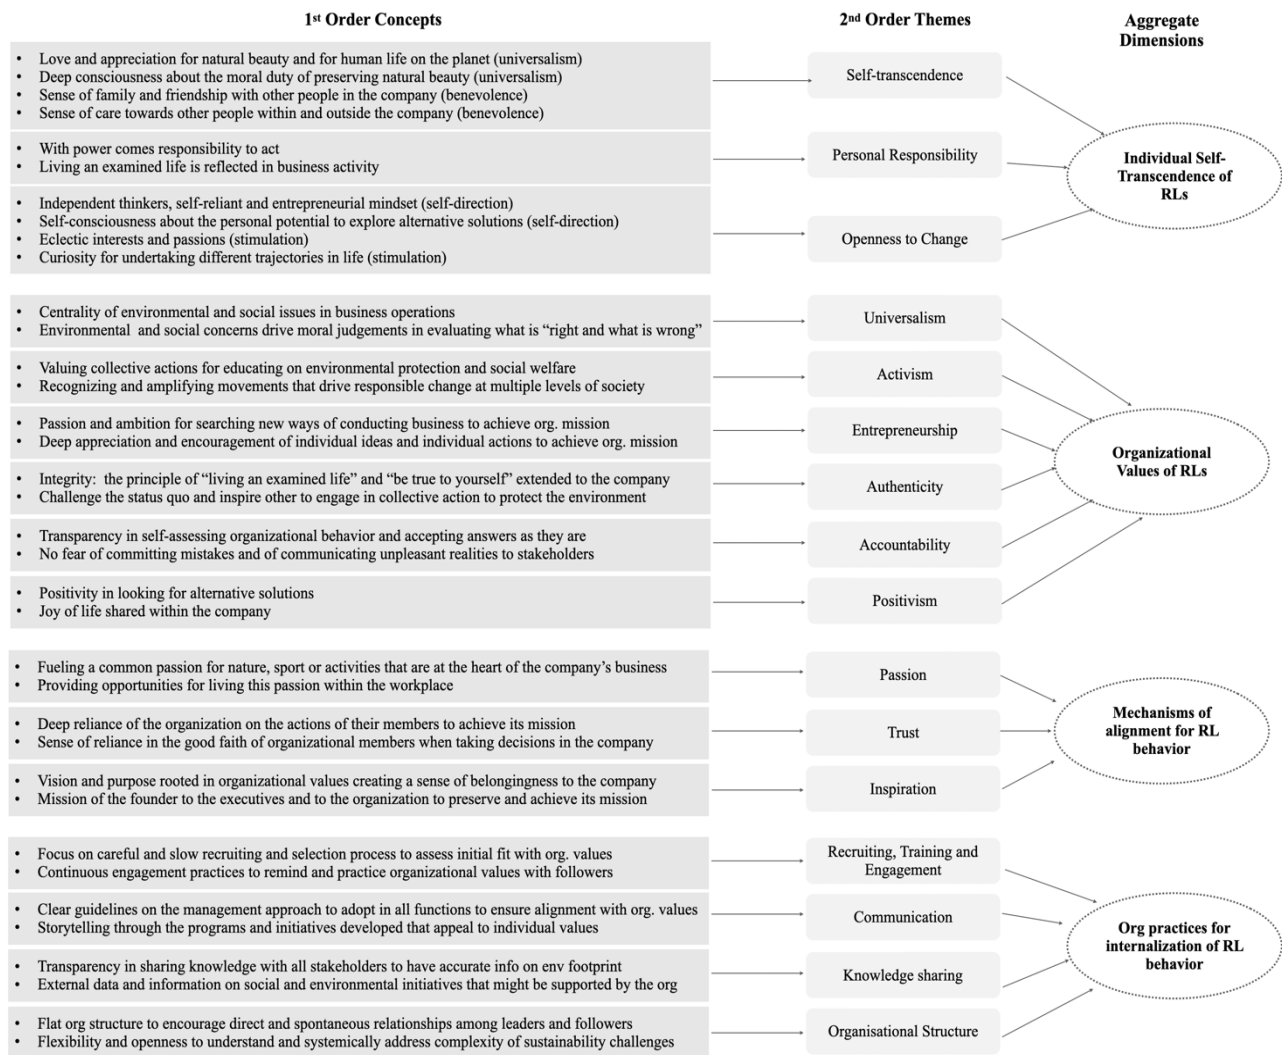 1st Order Concepts
2nd Order Themes
Aggregate
Dimensions
• Love and appreciation for natural beauty and for human life on the planet (universalism)
• Deep consciousness about the moral duty of preserving natural beauty (universalism)
• Sense of family and friendship with other people in the company (benevolence)
• Sense of care towards other people within and outside the company (benevolence)
Self-transcendence
• With power comes responsibility to act
• Living an examined life is reflected in business activity
Personal Responsibility
• Independent thinkers, self-reliant and entrepreneurial mindset (self-direction)
• Self-consciousness about the personal potential to explore alternative solutions (self-direction)
• Eclectic interests and passions (stimulation)
• Curiosity for undertaking different trajectories in life (stimulation)
Openness to Change
Individual Self-
Transcendence of
RLs
• Centrality of environmental and social issues in business operations
• Environmental and social concerns drive moral judgements in evaluating what is “right and what is wrong”
Universalism
• Valuing collective actions for educating on environmental protection and social welfare
• Recognizing and amplifying movements that drive responsible change at multiple levels of society
Activism
• Passion and ambition for searching new ways of conducting business to achieve org. mission
• Deep appreciation and encouragement of individual ideas and individual actions to achieve org. mission
Entrepreneurship
• Integrity: the principle of “living an examined life” and “be true to yourself” extended to the company
• Challenge the status quo and inspire other to engage in collective action to protect the environment
Authenticity
• Transparency in self-assessing organizational behavior and accepting answers as they are
• No fear of committing mistakes and of communicating unpleasant realities to stakeholders
Accountability
• Positivity in looking for alternative solutions
• Joy of life shared within the company
Positivism
Organizational
Values of RLs
• Fueling a common passion for nature, sport or activities that are at the heart of the company’s business
• Providing opportunities for living this passion within the workplace
Passion
• Deep reliance of the organization on the actions of their members to achieve its mission
• Sense of reliance in the good faith of organizational members when taking decisions in the company
Trust
• Vision and purpose rooted in organizational values creating a sense of belongingness to the company
• Mission of the founder to the executives and to the organization to preserve and achieve its mission
Inspiration
Mechanisms of
alignment for RL
behavior
• Focus on careful and slow recruiting and selection process to assess initial fit with org. values
• Continuous engagement practices to remind and practice organizational values with followers
Recruiting, Training and
Engagement
• Clear guidelines on the management approach to adopt in all functions to ensure alignment with org. values
• Storytelling through the programs and initiatives developed that appeal to individual values
Communication
• Transparency in sharing knowledge with all stakeholders to have accurate info on env footprint
• External data and information on social and environmental initiatives that might be supported by the org
Knowledge sharing
• Flat org structure to encourage direct and spontaneous relationships among leaders and followers
• Flexibility and openness to understand and systemically address complexity of sustainability challenges
Organisational Structure
Org practices for
internalization of RL
behavior